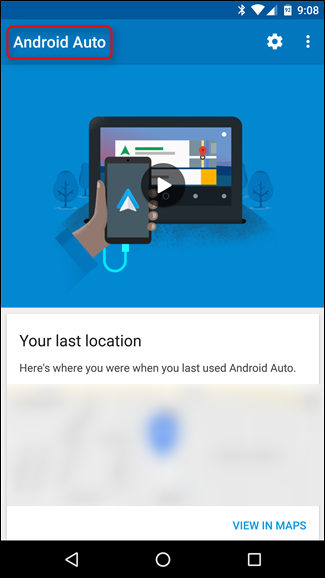 9:08
Android Auto
Your last location
Here's where you were when you last used Android Auto.
VIEW IN MAPS